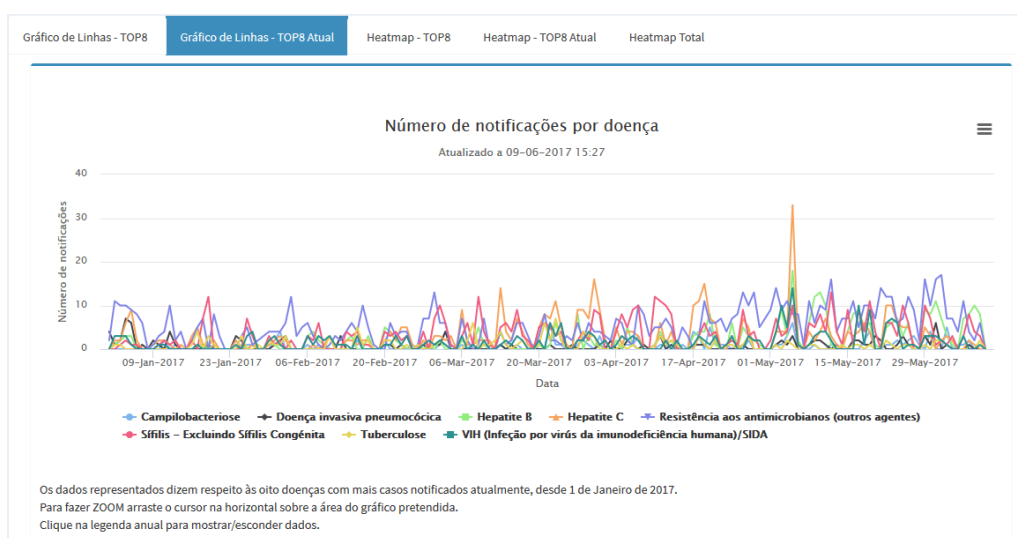 Gráfico de Linhas - TOP8
Gráfico de Linhas - TOP8 Atual
Heatmap - TOP8
Heatmap - TOP8 Atual
Heatmap Total
Número de notificações por doença
Atualizado a 09-06-2017 15:27
Número de notificações
40
30
20
10
0
09-Jan-2017
23-Jan-2017
06-Feb-2017
20-Feb-2017
06-Mar-2017
20-Mar-2017
03-Apr-2017
17-Apr-2017
01-May-2017
15-May-2017
29-May-2017
Data
Campilobacteriose
Doença invasiva pneumocócica
Hepatite B
Hepatite C
Resistência aos antimicrobianos (outros agentes)
Sífilis – Excluindo Sífilis Congénita
Tuberculose
VIH (Infeção por virús da imunodeficiência humana)/SIDA
Os dados representados dizem respeito às oito doenças com mais casos notificados atualmente, desde 1 de Janeiro de 2017.
Para fazer ZOOM arraste o cursor na horizontal sobre a área do gráfico pretendida.
Clique na legenda anual para mostrar/esconder dados.